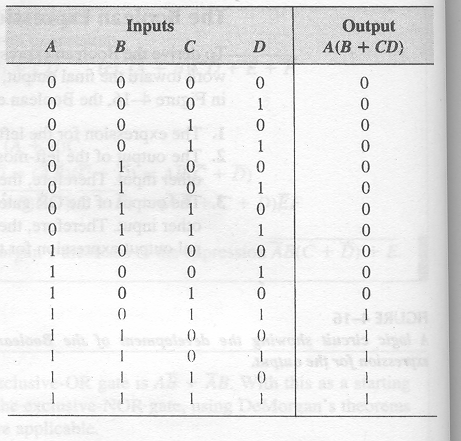 Inputs Output
A B C D A(B + CD)
0 0 0 0 0
0 0 0 1 0
0 0 1 0 0
0 0 1 1 0
0 1 0 0 0
0 1 0 1 0
0 1 1 0 0
0 1 1 1 0
1 0 0 0 0
1 0 0 1 0
1 0 1 0 0
1 0 1 1 1
1 1 0 0 1
1 1 0 1 1
1 1 1 0 1
1 1 1 1 1